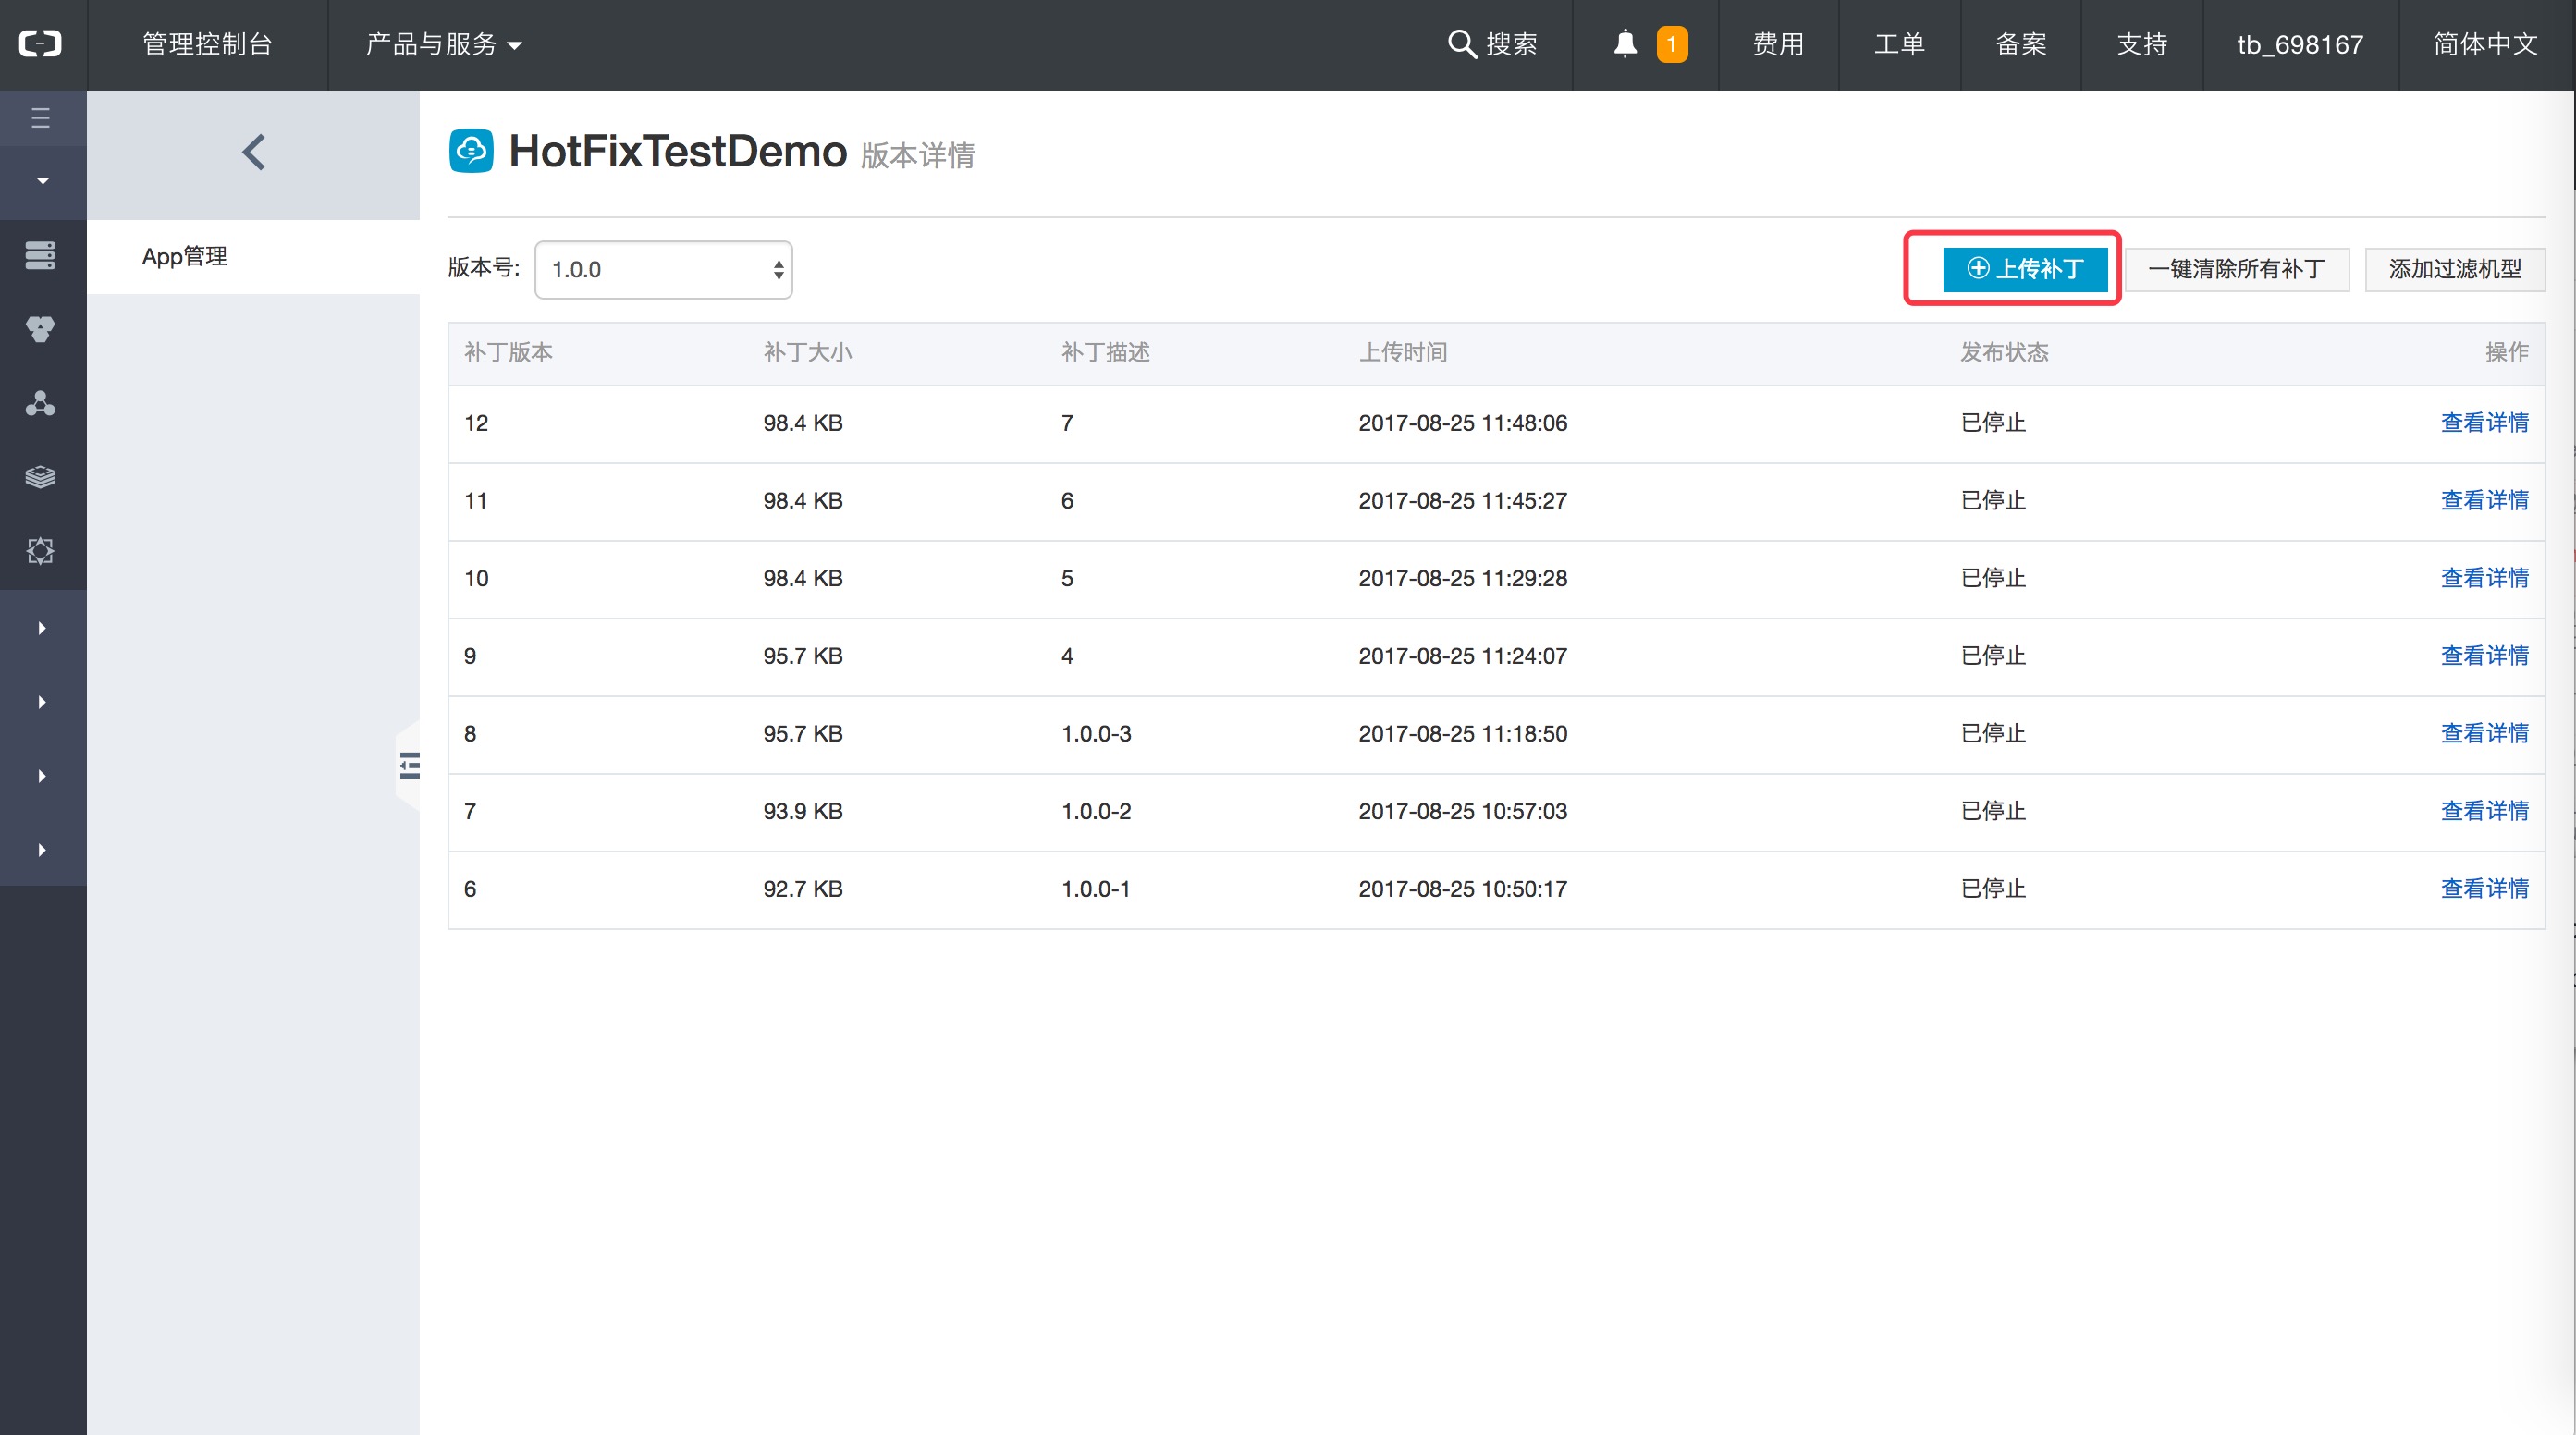 管理控制台 产品与服务 搜索 1 费用 工单 备案 支持 tb_698167 简体中文
HotFixTestDemo 版本详情
App管理
版本号: 1.0.0 上传补丁 一键清除所有补丁 添加过滤机型
补丁版本 补丁大小 补丁描述 上传时间 发布状态 操作
12 98.4 KB 7 2017-08-25 11:48:06 已停止 查看详情
11 98.4 KB 6 2017-08-25 11:45:27 已停止 查看详情
10 98.4 KB 5 2017-08-25 11:29:28 已停止 查看详情
9 95.7 KB 4 2017-08-25 11:24:07 已停止 查看详情
8 95.7 KB 1.0.0-3 2017-08-25 11:18:50 已停止 查看详情
7 93.9 KB 1.0.0-2 2017-08-25 10:57:03 已停止 查看详情
6 92.7 KB 1.0.0-1 2017-08-25 10:50:17 已停止 查看详情